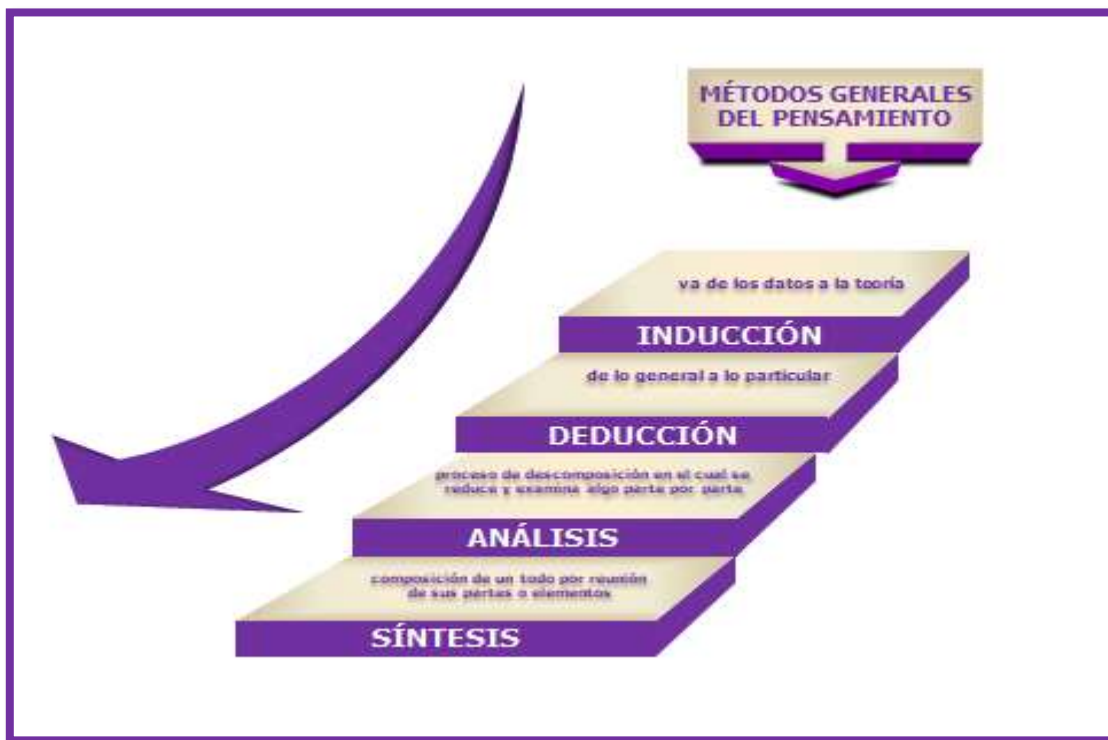 MÉTODOS GENERALES
DEL PENSAMIENTO
va de los datos a la teoría
INDUCCIÓN
de lo general a lo particular
DEDUCCIÓN
proceso de descomposición en el cual se
reduce y examina algo parte por parte
ANÁLISIS
composición de un todo por reunión
de sus partes o elementos
SÍNTESIS